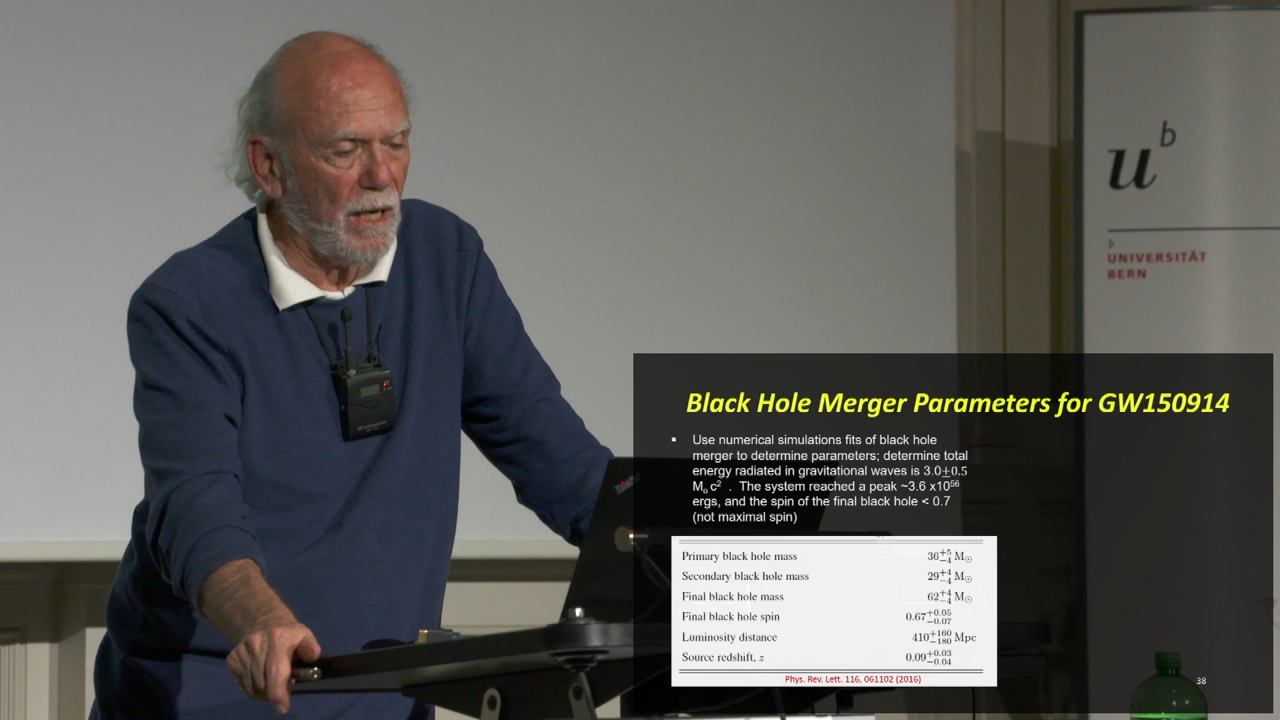 u b
b
UNIVERSITÄT
BERN
Black Hole Merger Parameters for GW150914
▪ Use numerical simulations fits of black hole
merger to determine parameters; determine total
energy radiated in gravitational waves is 3.0±0.5
M₀ c² . The system reached a peak ~3.6 x10⁵⁶
ergs, and the spin of the final black hole < 0.7
(not maximal spin)
Primary black hole mass 36 +5 −4 M⊙
Secondary black hole mass 29 +4 −4 M⊙
Final black hole mass 62 +4 −4 M⊙
Final black hole spin 0.67 +0.05 −0.07
Luminosity distance 410 +160 −180 Mpc
Source redshift, z 0.09 +0.03 −0.04
Phys. Rev. Lett. 116, 061102 (2016)
38